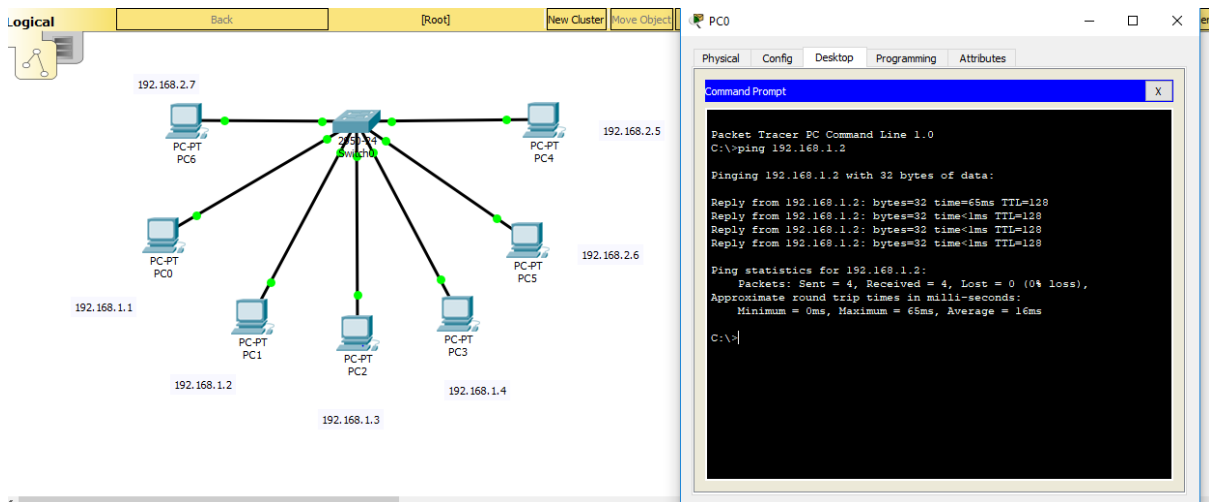 Logical
Back
[Root]
New Cluster
Move Object
PC0
Physical
Config
Desktop
Programming
Attributes
Command Prompt
X
Packet Tracer PC Command Line 1.0
C:\>ping 192.168.1.2
Pinging 192.168.1.2 with 32 bytes of data:
Reply from 192.168.1.2: bytes=32 time=65ms TTL=128
Reply from 192.168.1.2: bytes=32 time<1ms TTL=128
Reply from 192.168.1.2: bytes=32 time<1ms TTL=128
Reply from 192.168.1.2: bytes=32 time<1ms TTL=128
Ping statistics for 192.168.1.2:
Packets: Sent = 4, Received = 4, Lost = 0 (0% loss),
Approximate round trip times in milli-seconds:
Minimum = 0ms, Maximum = 65ms, Average = 16ms
C:\>
192.168.2.7
PC-PT
PC6
2950-24
Switch0
192.168.2.5
PC-PT
PC4
PC-PT
PC0
192.168.1.1
192.168.2.6
PC-PT
PC5
PC-PT
PC1
192.168.1.2
PC-PT
PC2
192.168.1.3
PC-PT
PC3
192.168.1.4